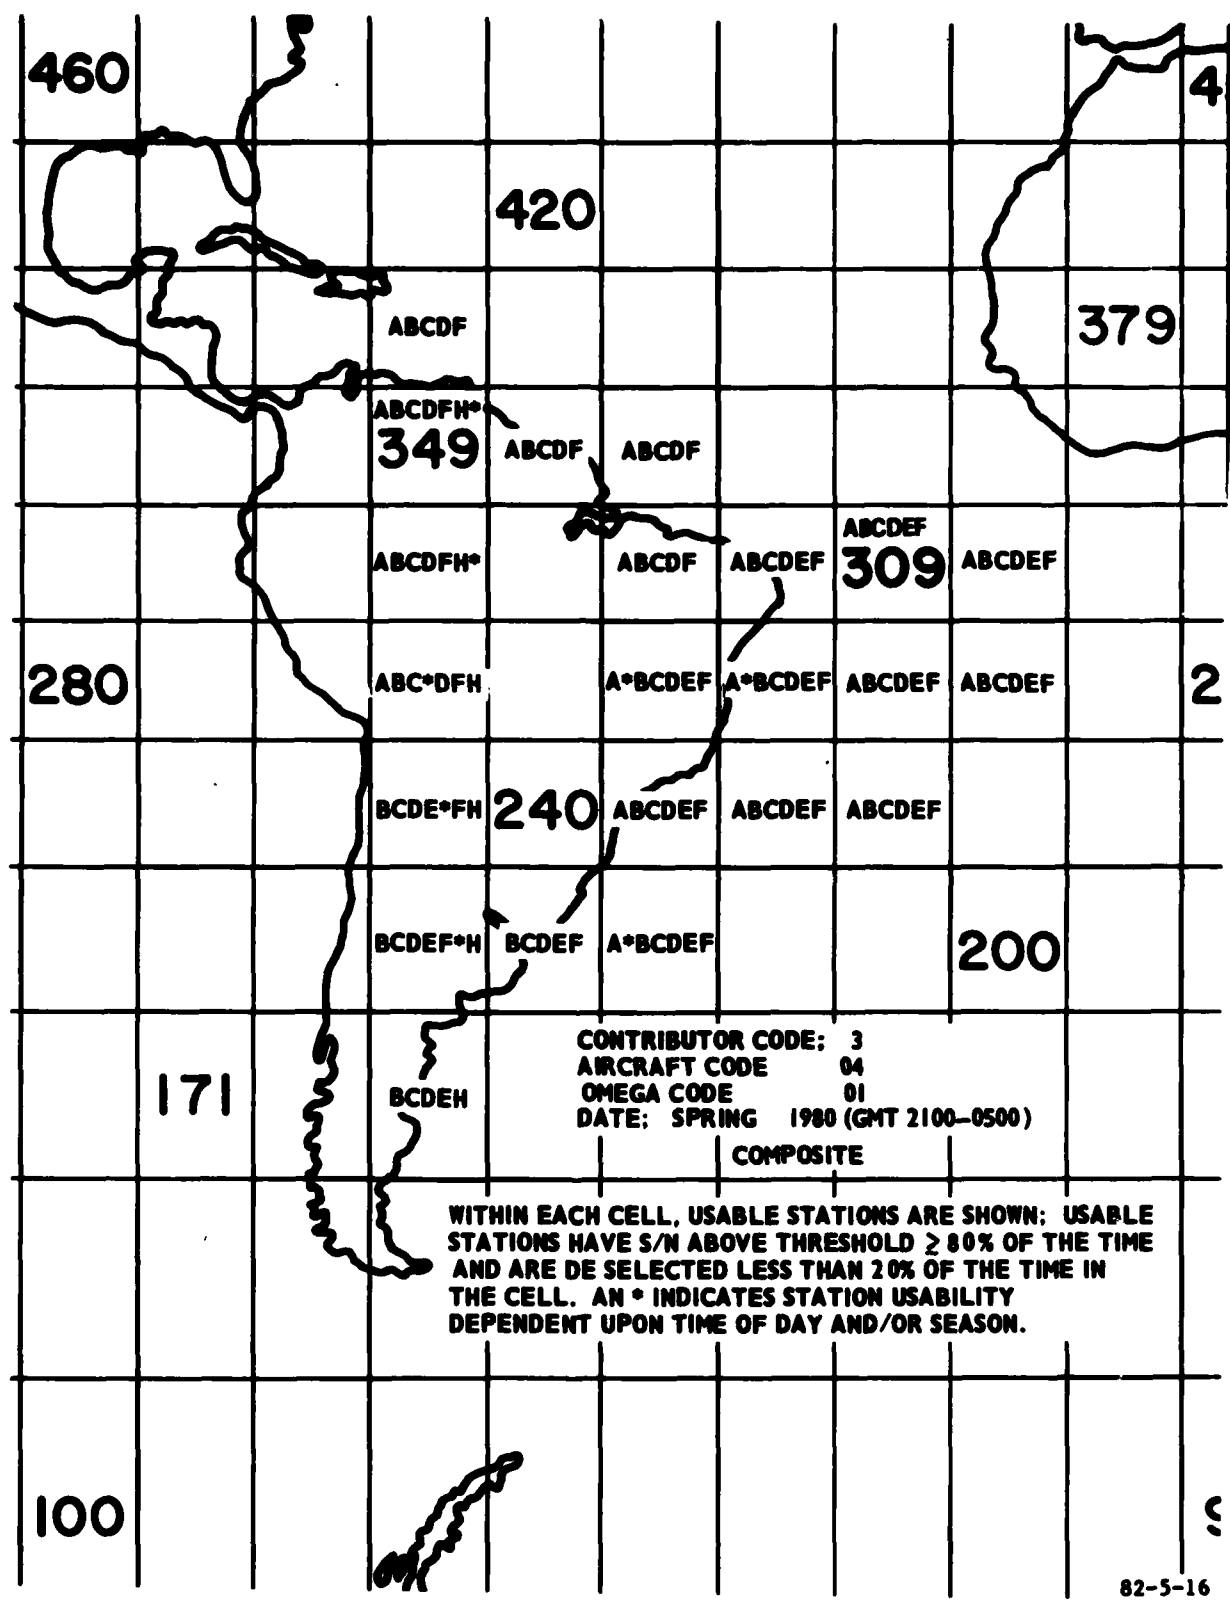 460
4
420
ABCDF
379
ABCDFH*
349 ABCDF ABCDF
ABCDEF
ABCDFH* ABCDF ABCDEF 309 ABCDEF
280 ABC*DFH A*BCDEF A*BCDEF ABCDEF ABCDEF 2
BCDE*FH 240 ABCDEF ABCDEF ABCDEF
BCDEF*H BCDEF A*BCDEF 200
CONTRIBUTOR CODE: 3
AIRCRAFT CODE 04
171 BCDEH OMEGA CODE 01
DATE: SPRING 1980 (GMT 2100-0500)
COMPOSITE
WITHIN EACH CELL, USABLE STATIONS ARE SHOWN: USABLE
STATIONS HAVE S/N ABOVE THRESHOLD ≥ 80% OF THE TIME
AND ARE DE SELECTED LESS THAN 20% OF THE TIME IN
THE CELL. AN * INDICATES STATION USABILITY
DEPENDENT UPON TIME OF DAY AND/OR SEASON.
100
82-5-16